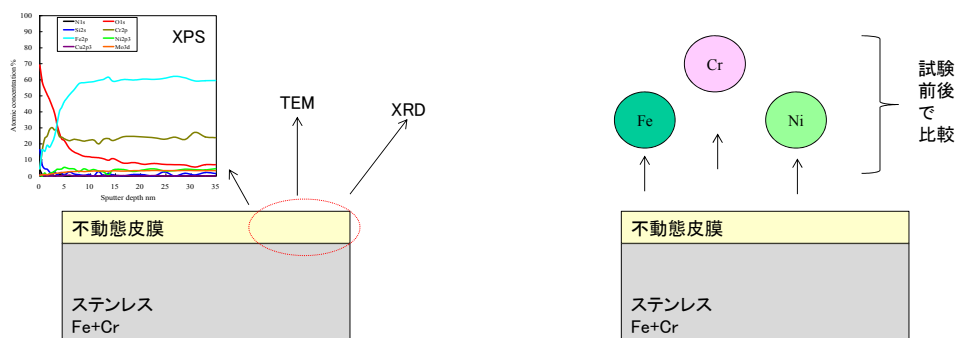 100
90
80
70
60
50
40
30
20
10
0
Atomic concentration %
N1s
O1s
Si2s
Cr2p
Fe2p
Ni2p3
Cu2p3
Mo3d
XPS
0
5
10
15
20
25
30
35
Sputter depth nm
TEM
XRD
不動態皮膜
ステンレス
Fe+Cr
Cr
Fe
Ni
試験
前後
で
比較
不動態皮膜
ステンレス
Fe+Cr